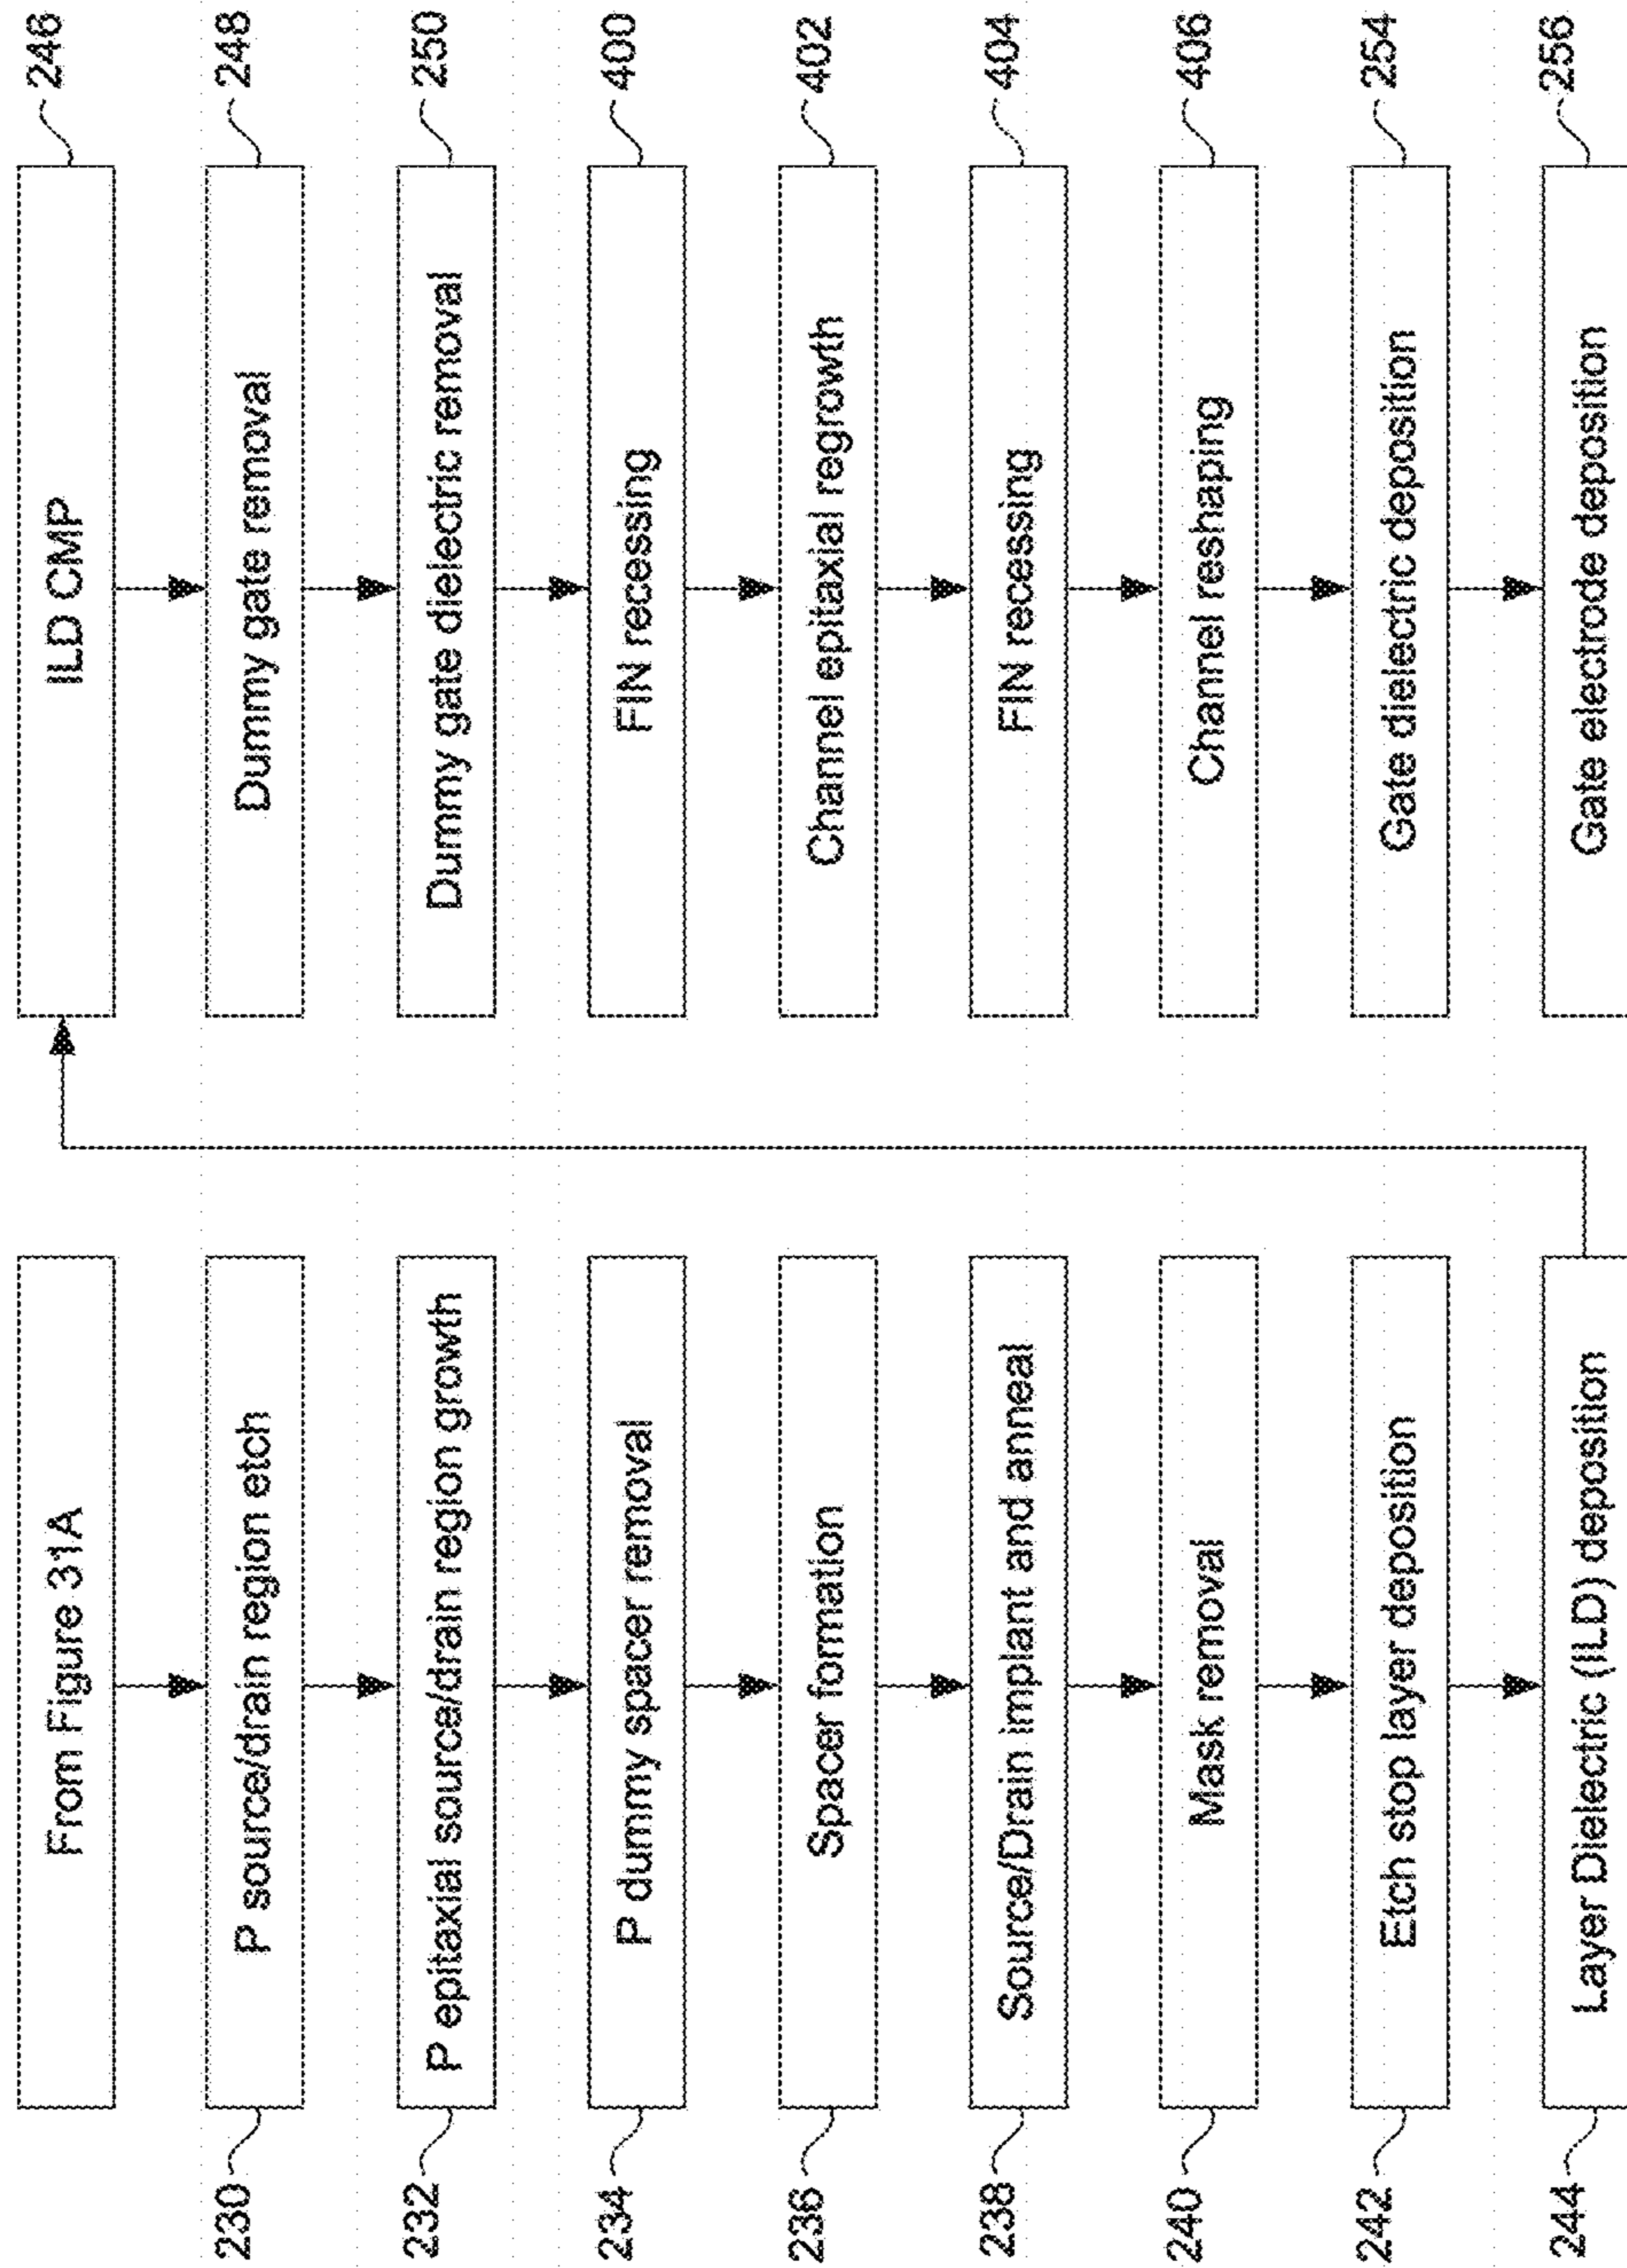 From Figure 31A
230
P source/drain region etch
232
P epitaxial source/drain region growth
234
P dummy spacer removal
236
Spacer formation
238
Source/Drain implant and anneal
240
Mask removal
242
Etch stop layer deposition
244
Layer Dielectric (ILD) deposition
246
ILD CMP
248
Dummy gate removal
250
Dummy gate dielectric removal
400
FIN recessing
402
Channel epitaxial regrowth
404
FIN recessing
406
Channel reshaping
254
Gate dielectric deposition
256
Gate electrode deposition